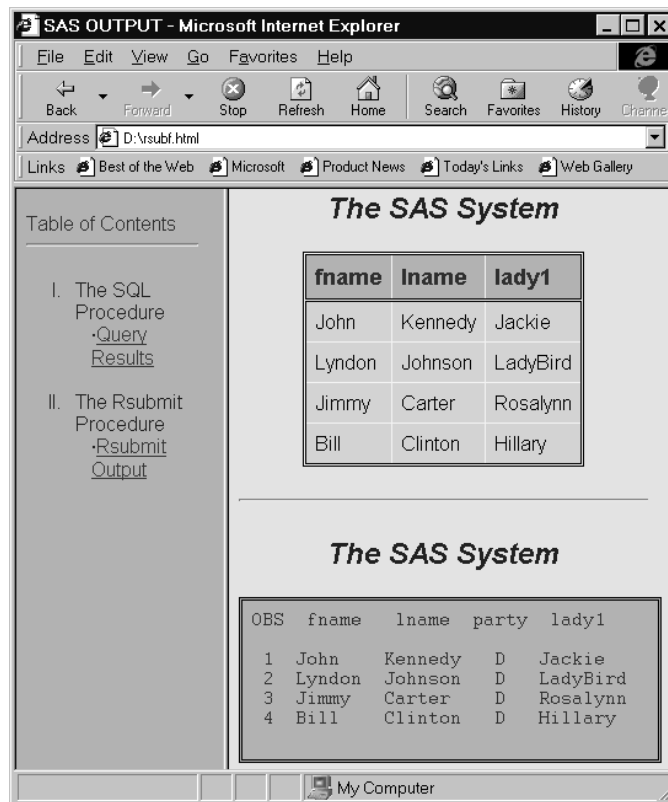 SAS OUTPUT - Microsoft Internet Explorer
File Edit View Go Favorites Help
Back Forward Stop Refresh Home Search Favorites History Channe
Address D:\rsubf.html
Links Best of the Web Microsoft Product News Today's Links Web Gallery
Table of Contents
I. The SQL
Procedure
·Query
Results
II. The Rsubmit
Procedure
·Rsubmit
Output
The SAS System
fname lname lady1
John Kennedy Jackie
Lyndon Johnson LadyBird
Jimmy Carter Rosalynn
Bill Clinton Hillary
The SAS System
OBS fname lname party lady1
1 John Kennedy D Jackie
2 Lyndon Johnson D LadyBird
3 Jimmy Carter D Rosalynn
4 Bill Clinton D Hillary
My Computer